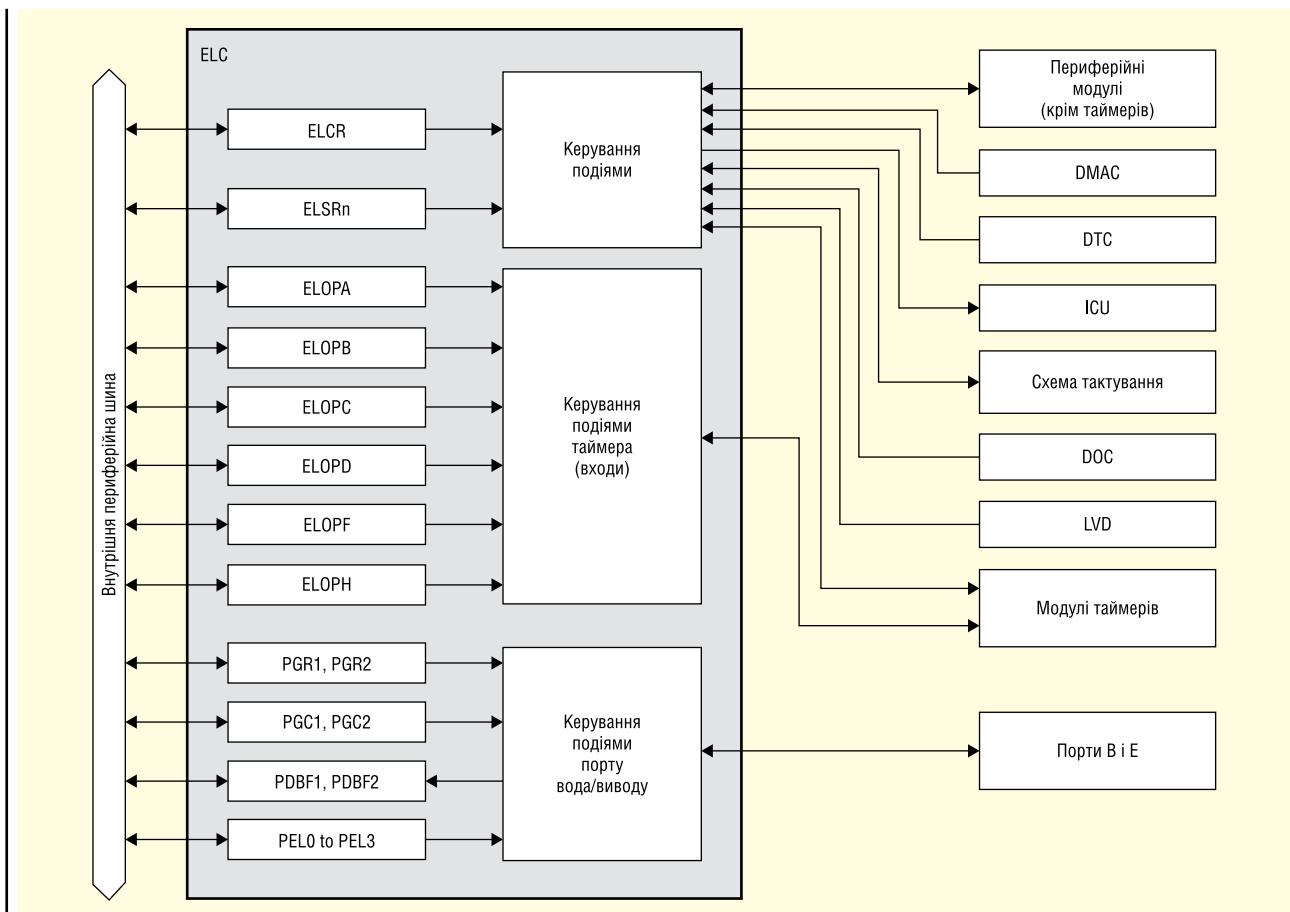 ELC
Внутрішня периферійна шина
ELCR
ELSRn
ELOPA
ELOPB
ELOPC
ELOPD
ELOPF
ELOPH
PGR1, PGR2
PGC1, PGC2
PDBF1, PDBF2
PEL0 to PEL3
Керування
подіями
Керування
подіями
таймера
(входи)
Керування
подіями
порту
вода/виводу
Периферійні
модулі
(крім таймерів)
DMAC
DTC
ICU
Схема тактування
DOC
LVD
Модулі таймерів
Порти B і E